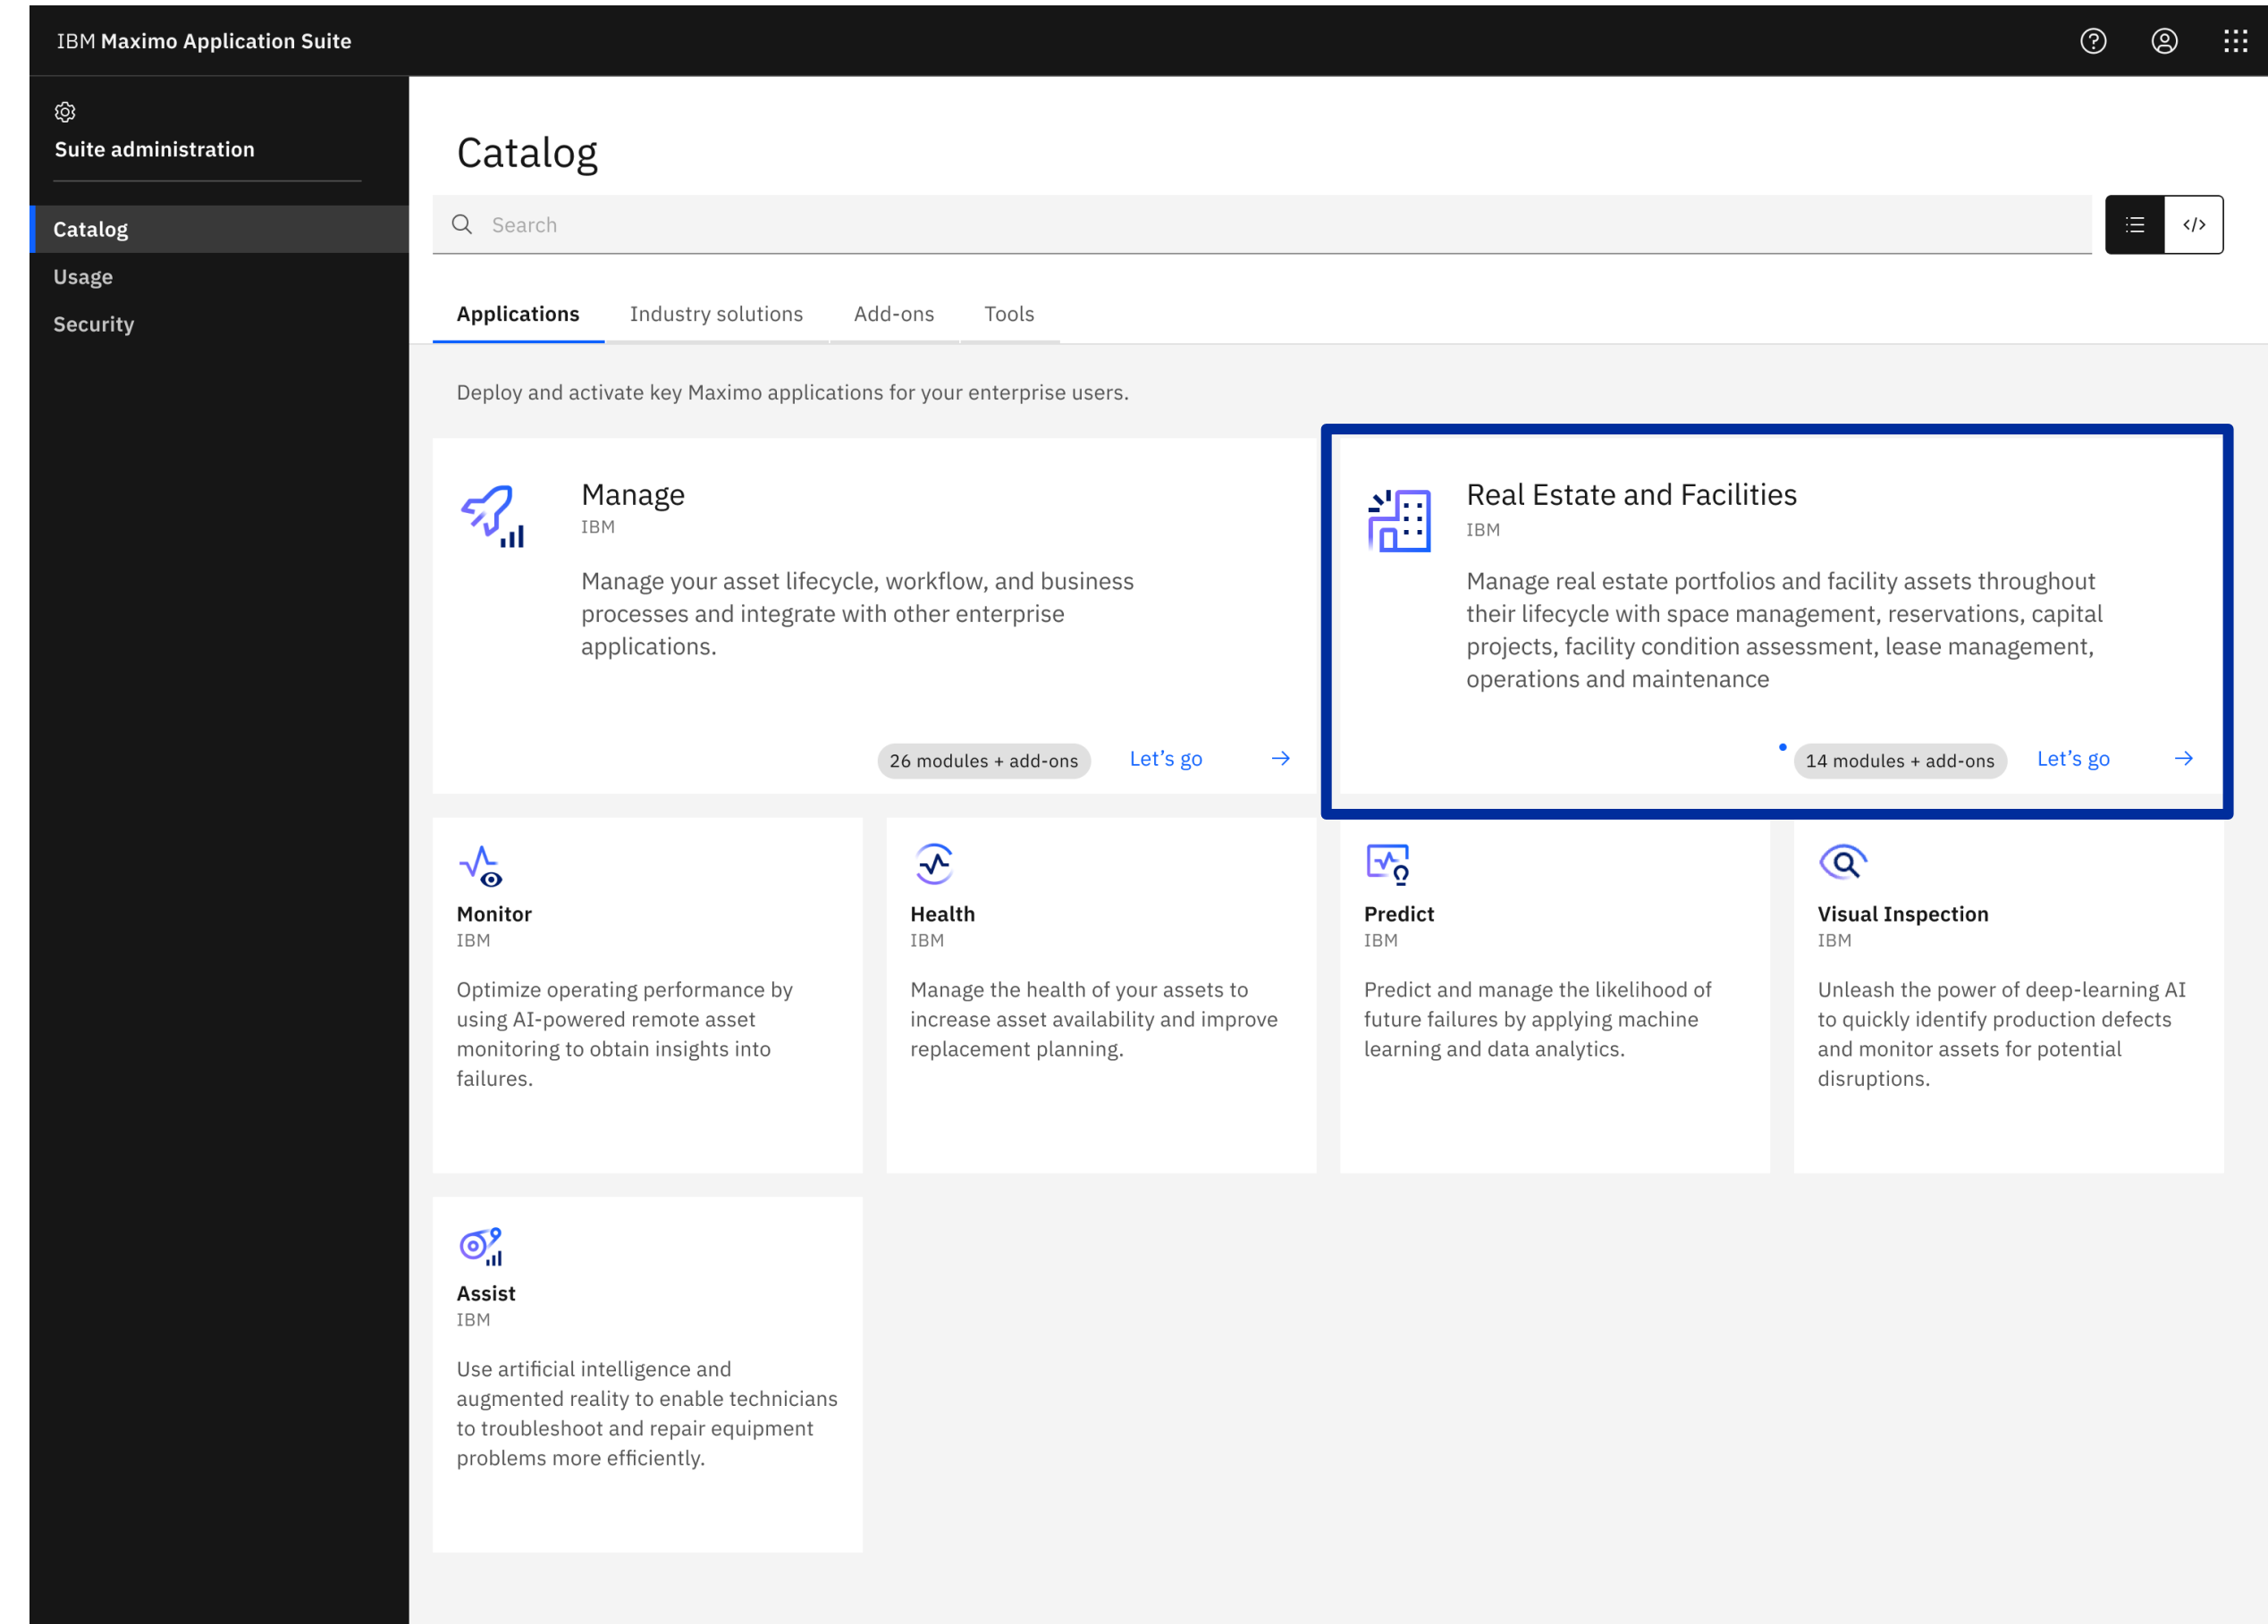 IBM Maximo Application Suite
Suite administration
Catalog
Usage
Security
Catalog
Search
Applications
Industry solutions
Add-ons
Tools
Deploy and activate key Maximo applications for your enterprise users.
Manage
IBM
Manage your asset lifecycle, workflow, and business
processes and integrate with other enterprise
applications.
26 modules + add-ons
Let’s go
Real Estate and Facilities
IBM
Manage real estate portfolios and facility assets throughout
their lifecycle with space management, reservations, capital
projects, facility condition assessment, lease management,
operations and maintenance
14 modules + add-ons
Let’s go
Monitor
IBM
Optimize operating performance by
using AI-powered remote asset
monitoring to obtain insights into
failures.
Health
IBM
Manage the health of your assets to
increase asset availability and improve
replacement planning.
Predict
IBM
Predict and manage the likelihood of
future failures by applying machine
learning and data analytics.
Visual Inspection
IBM
Unleash the power of deep-learning AI
to quickly identify production defects
and monitor assets for potential
disruptions.
Assist
IBM
Use artificial intelligence and
augmented reality to enable technicians
to troubleshoot and repair equipment
problems more efficiently.